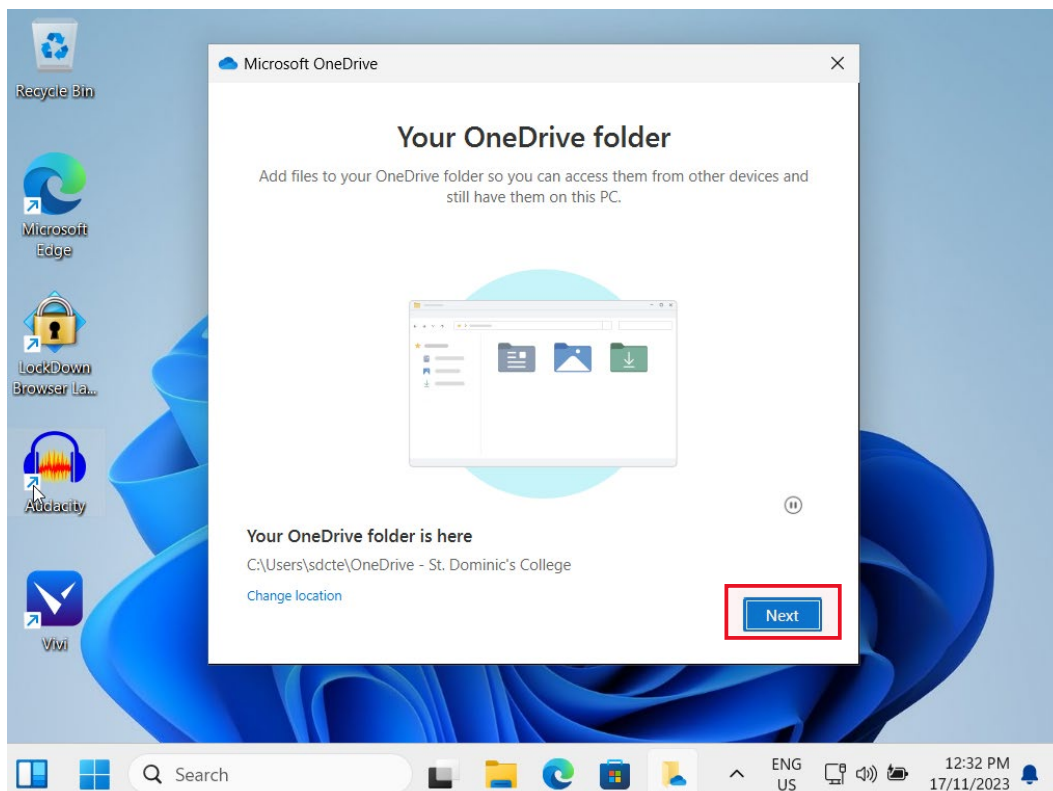 Recycle Bin
Microsoft
Edge
LockDown
Browser La...
Audacity
Vivi
Microsoft OneDrive
Your OneDrive folder
Add files to your OneDrive folder so you can access them from other devices and
still have them on this PC.
Your OneDrive folder is here
C:\Users\sdcte\OneDrive - St. Dominic's College
Change location
Next
Search
ENG
US
12:32 PM
17/11/2023